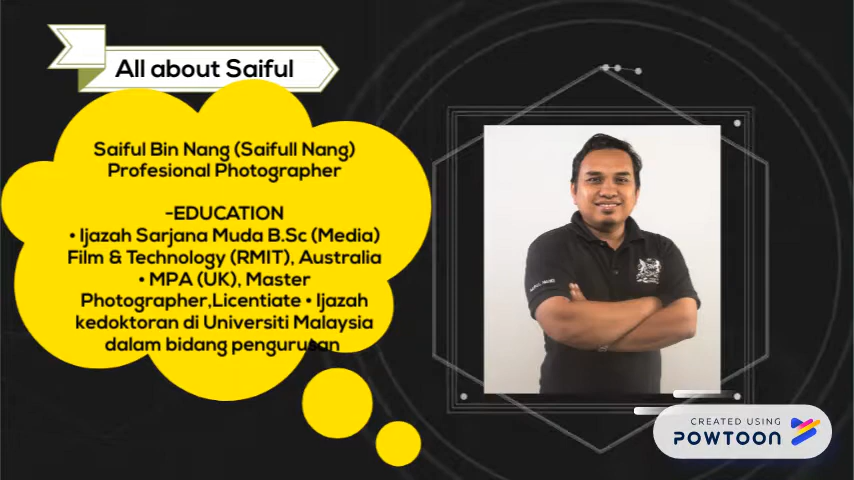 All about Saiful
Saiful Bin Nang (Saifull Nang)
Profesional Photographer
-EDUCATION
• Ijazah Sarjana Muda B.Sc (Media)
Film & Technology (RMIT), Australia
• MPA (UK), Master
Photographer,Licentiate • Ijazah
kedoktoran di Universiti Malaysia
dalam bidang pengurusan
CREATED USING
POWTOON